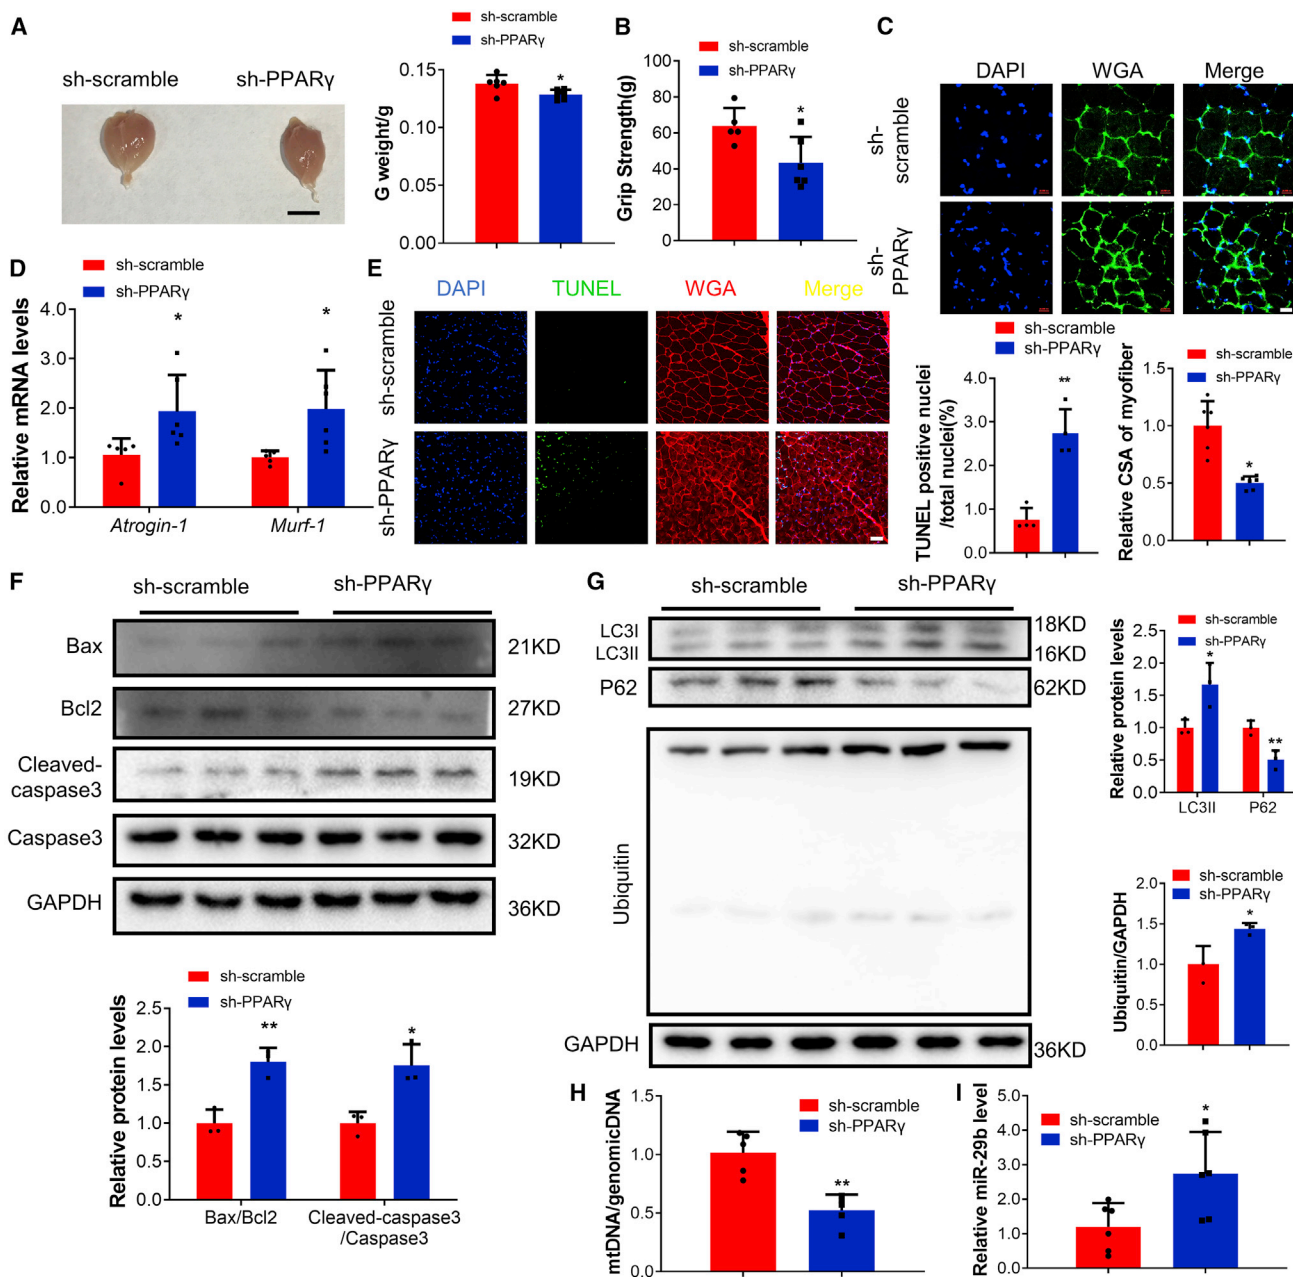 A
sh-scramble
sh-PPARγ
sh-scramble
sh-PPARγ
G weight/g
0.15
0.10
0.05
0.00
*
B
sh-scramble
sh-PPARγ
Grip Strength(g)
100
80
60
40
20
0
*
C
DAPI
WGA
Merge
sh-
scramble
sh-
PPARγ
sh-scramble
sh-PPARγ
Relative CSA of myofiber
1.5
1.0
0.5
0.0
*
D
sh-scramble
sh-PPARγ
Relative mRNA levels
4.0
3.0
2.0
1.0
0.0
*
*
Atrogin-1
Murf-1
E
DAPI
TUNEL
WGA
Merge
sh-scramble
sh-PPARγ
sh-scramble
sh-PPARγ
TUNEL positive nuclei
/total nuclei(%)
4.0
3.0
2.0
1.0
0.0
**
F
sh-scramble
sh-PPARγ
Bax
21KD
Bcl2
27KD
Cleaved-
caspase3
19KD
Caspase3
32KD
GAPDH
36KD
sh-scramble
sh-PPARγ
Relative protein levels
2.5
2.0
1.5
1.0
0.5
0.0
**
*
Bax/Bcl2
Cleaved-caspase3
/Caspase3
G
sh-scramble
sh-PPARγ
LC3I
18KD
LC3II
16KD
P62
62KD
Ubiquitin
GAPDH
36KD
sh-scramble
sh-PPARγ
Relative protein levels
2.5
2.0
1.5
1.0
0.5
0.0
*
**
LC3II
P62
sh-scramble
sh-PPARγ
Ubiquitin/GAPDH
2.0
1.5
1.0
0.5
0.0
*
H
sh-scramble
sh-PPARγ
mtDNA/genomicDNA
1.5
1.0
0.5
0.0
**
I
sh-scramble
sh-PPARγ
Relative miR-29b level
5.0
4.0
3.0
2.0
1.0
0.0
*